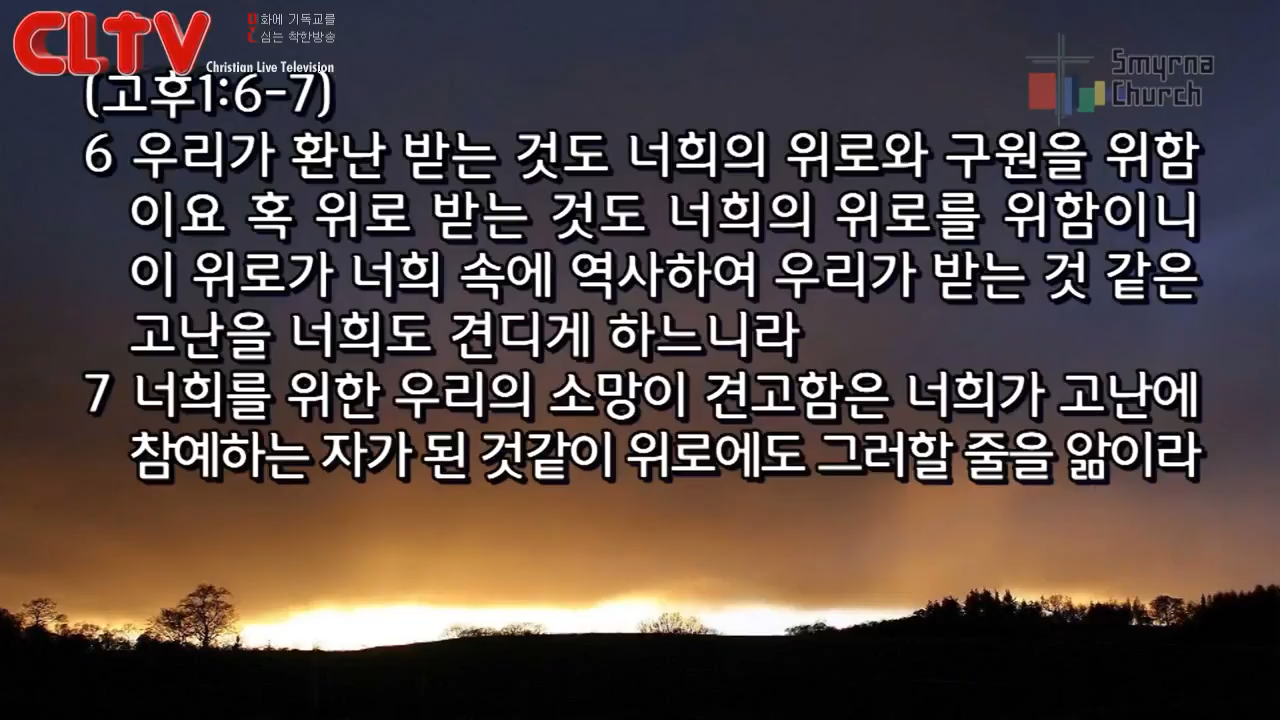 CLTV
화에 기독교를
심는 착한방송
Christian Live Television
Smyrna
Church
(고후1:6-7)
6 우리가 환난 받는 것도 너희의 위로와 구원을 위함
이요 혹 위로 받는 것도 너희의 위로를 위함이니
이 위로가 너희 속에 역사하여 우리가 받는 것 같은
고난을 너희도 견디게 하느니라
7 너희를 위한 우리의 소망이 견고함은 너희가 고난에
참예하는 자가 된 것같이 위로에도 그러할 줄을 앎이라